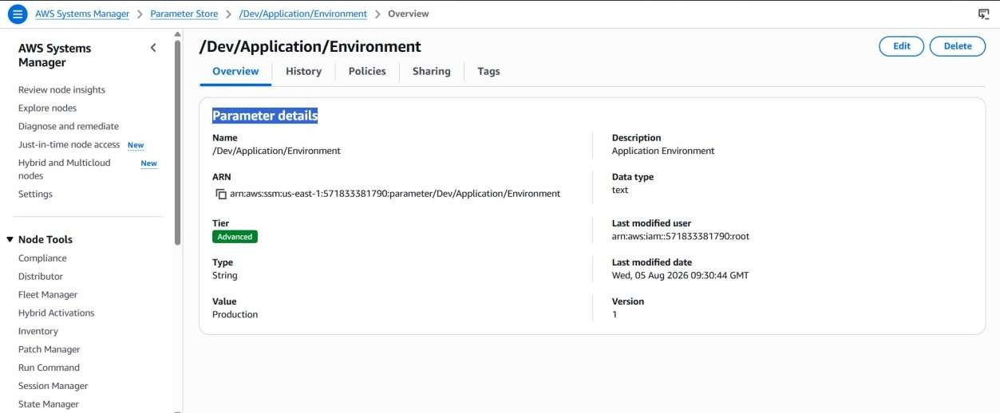 AWS Systems Manager > Parameter Store > /Dev/Application/Environment > Overview
AWS Systems
Manager
Review node insights
Explore nodes
Diagnose and remediate
Just-in-time node access New
Hybrid and Multicloud New
nodes
Settings
Node Tools
Compliance
Distributor
Fleet Manager
Hybrid Activations
Inventory
Patch Manager
Run Command
Session Manager
State Manager
/Dev/Application/Environment
Edit
Delete
Overview
History
Policies
Sharing
Tags
Parameter details
Name
/Dev/Application/Environment
Description
Application Environment
ARN
arn:aws:ssm:us-east-1:571833381790:parameter/Dev/Application/Environment
Data type
text
Tier
Advanced
Last modified user
arn:aws:iam::571833381790:root
Type
String
Last modified date
Wed, 05 Aug 2026 09:30:44 GMT
Value
Production
Version
1